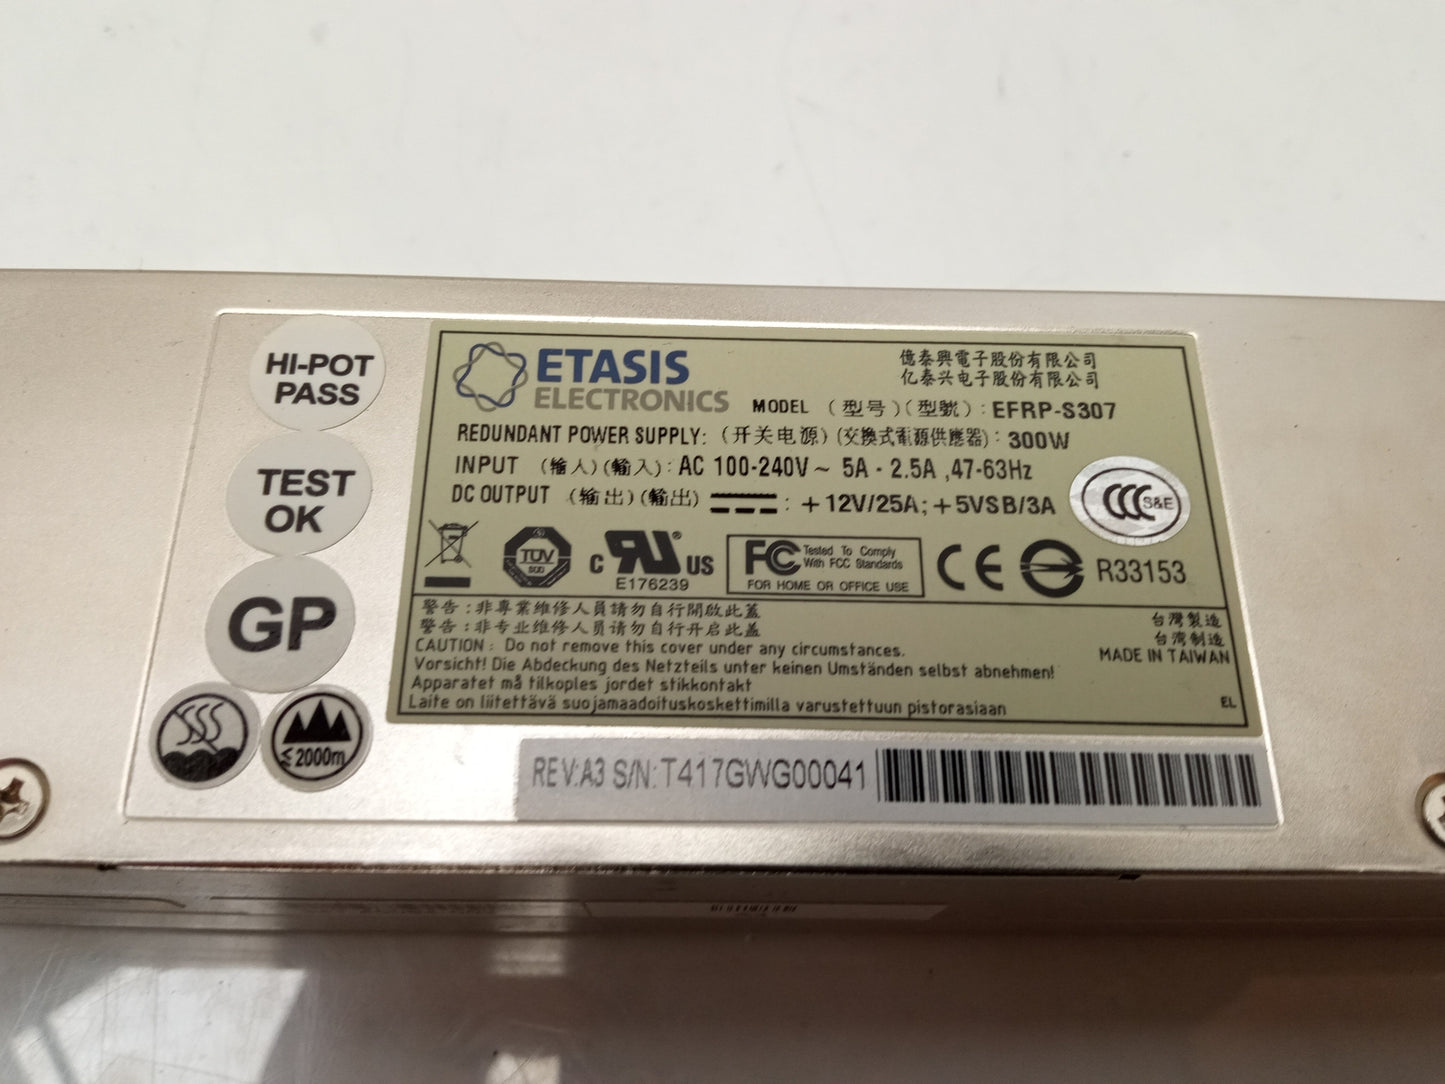 HI-POT
PASS
TEST
OK
GP
≤ 2000m
ETASIS
ELECTRONICS
億泰興電子股份有限公司
亿泰兴电子股份有限公司
MODEL (型号)(型號): EFRP-S307
REDUNDANT POWER SUPPLY: (开关电源)(交換式電源供應器): 300W
INPUT (输入)(輸入): AC 100-240V ~ 5A - 2.5A ,47-63Hz
DC OUTPUT (输出)(輸出) : +12V/25A; +5VSB/3A
CCC S&E
TÜV
SÜD
C UR US
®
E176239
FC Tested To Comply
With FCC Standards
FOR HOME OR OFFICE USE
CE
R33153
警告:非專業維修人員請勿自行開啟此蓋
警告:非专业维修人员请勿自行开启此盖
CAUTION : Do not remove this cover under any circumstances.
Vorsicht! Die Abdeckung des Netzteils unter keinen Umständen selbst abnehmen!
Apparatet må tilkoples jordet stikkontakt
Laite on liitettävä suojamaadoituskoskettimilla varustettuun pistorasiaan
台灣製造
台湾制造
MADE IN TAIWAN
EL
REV:A3 S/N: T417GWG00041